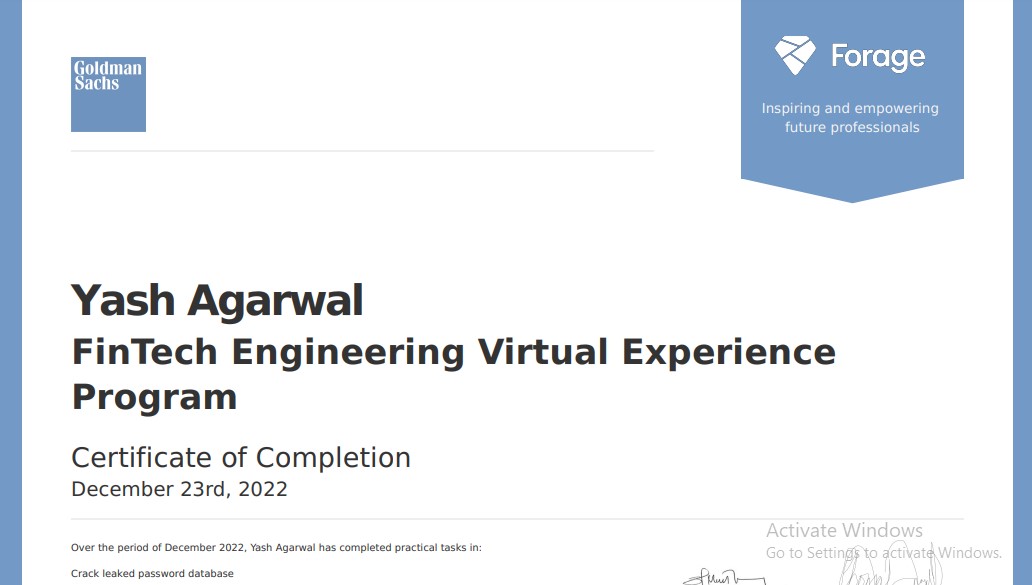 Goldman
Sachs
Forage
Inspiring and empowering
future professionals
Yash Agarwal
FinTech Engineering Virtual Experience
Program
Certificate of Completion
December 23rd, 2022
Activate Windows
Go to Settings to activate Windows.
Over the period of December 2022, Yash Agarwal has completed practical tasks in:
Crack leaked password database